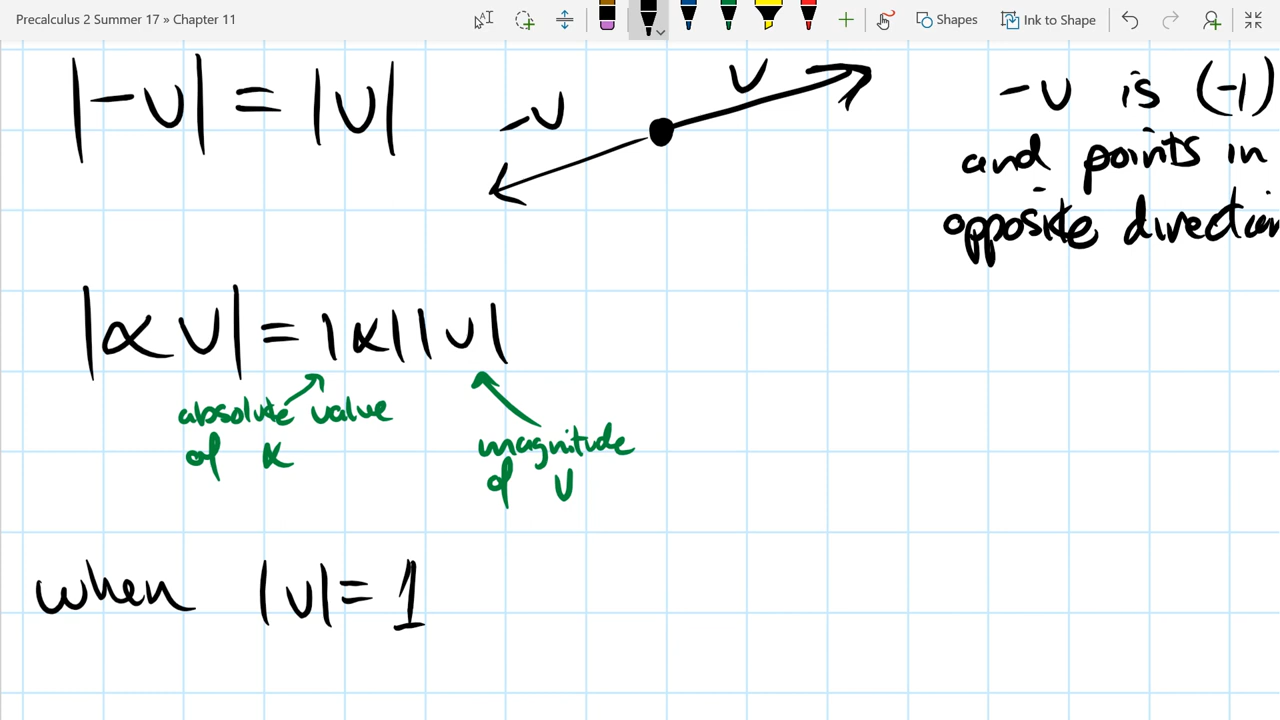 Precalculus 2 Summer 17 » Chapter 11
Shapes
Ink to Shape
|-v| = |v|
-v
v
-v is (-1)
and points in
opposite direction
|α v| = |α| |v|
absolute value
of α
magnitude
of v
when |v| = 1